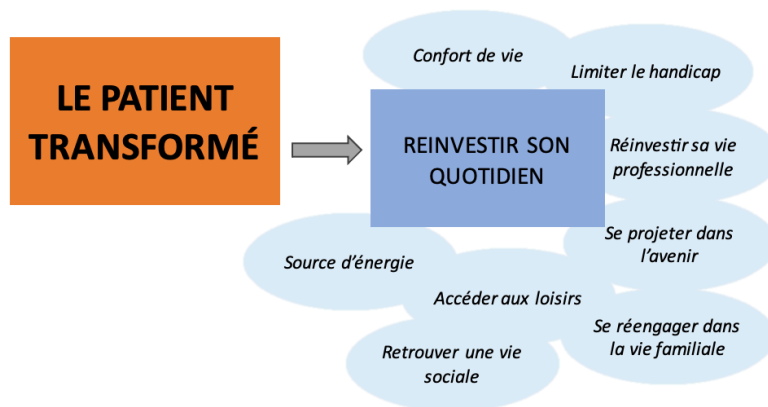 LE PATIENT
TRANSFORMÉ
REINVESTIR SON
QUOTIDIEN
Confort de vie
Limiter le handicap
Réinvestir sa vie
professionnelle
Se projeter dans
l'avenir
Source d'énergie
Accéder aux loisirs
Se réengager dans
la vie familiale
Retrouver une vie
sociale